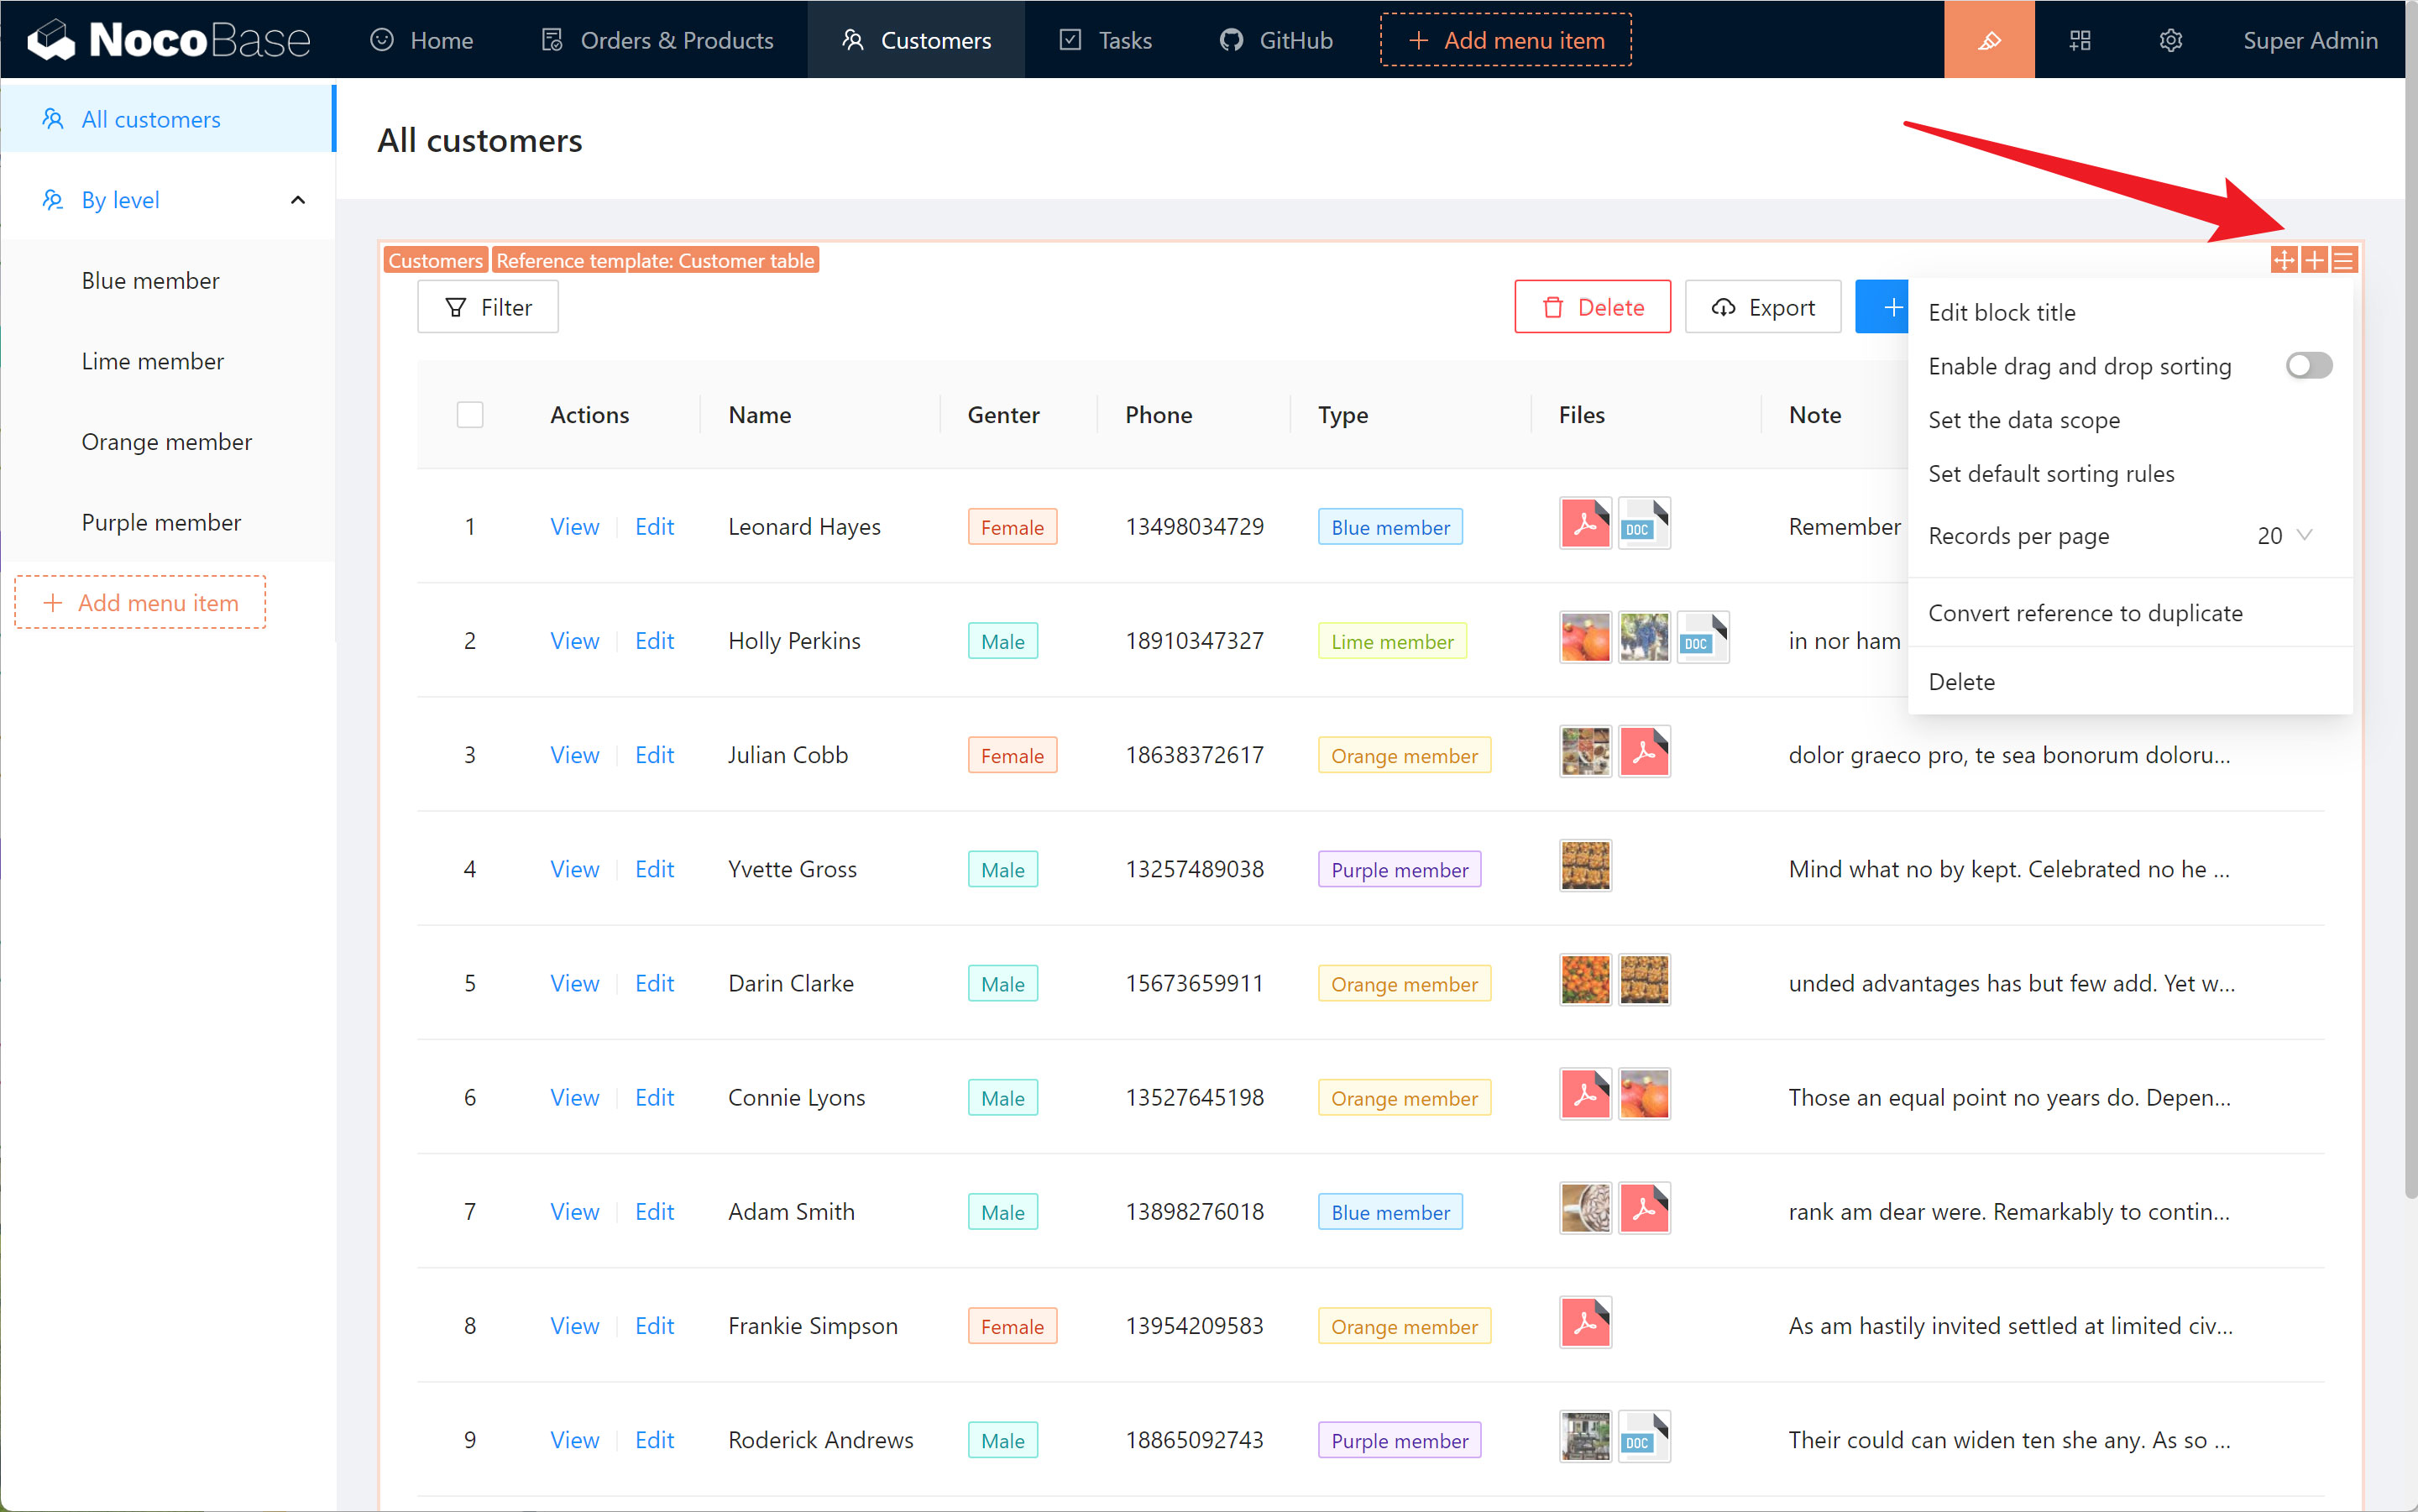 NocoBase Home Orders & Products Customers Tasks GitHub Add menu item Super Admin
All customers
By level
Blue member
Lime member
Orange member
Purple member
Add menu item
All customers
Customers Reference template: Customer table
Filter Delete Export
Edit block title
Enable drag and drop sorting
Set the data scope
Set default sorting rules
Records per page 20
Convert reference to duplicate
Delete
Actions Name Genter Phone Type Files Note
1 View Edit Leonard Hayes Female 13498034729 Blue member DOC Remember
2 View Edit Holly Perkins Male 18910347327 Lime member DOC in nor ham
3 View Edit Julian Cobb Female 18638372617 Orange member dolor graeco pro, te sea bonorum doloru...
4 View Edit Yvette Gross Male 13257489038 Purple member Mind what no by kept. Celebrated no he ...
5 View Edit Darin Clarke Male 15673659911 Orange member unded advantages has but few add. Yet w...
6 View Edit Connie Lyons Male 13527645198 Orange member Those an equal point no years do. Depen...
7 View Edit Adam Smith Male 13898276018 Blue member rank am dear were. Remarkably to contin...
8 View Edit Frankie Simpson Female 13954209583 Orange member As am hastily invited settled at limited civ...
9 View Edit Roderick Andrews Male 18865092743 Purple member DOC Their could can widen ten she any. As so ...